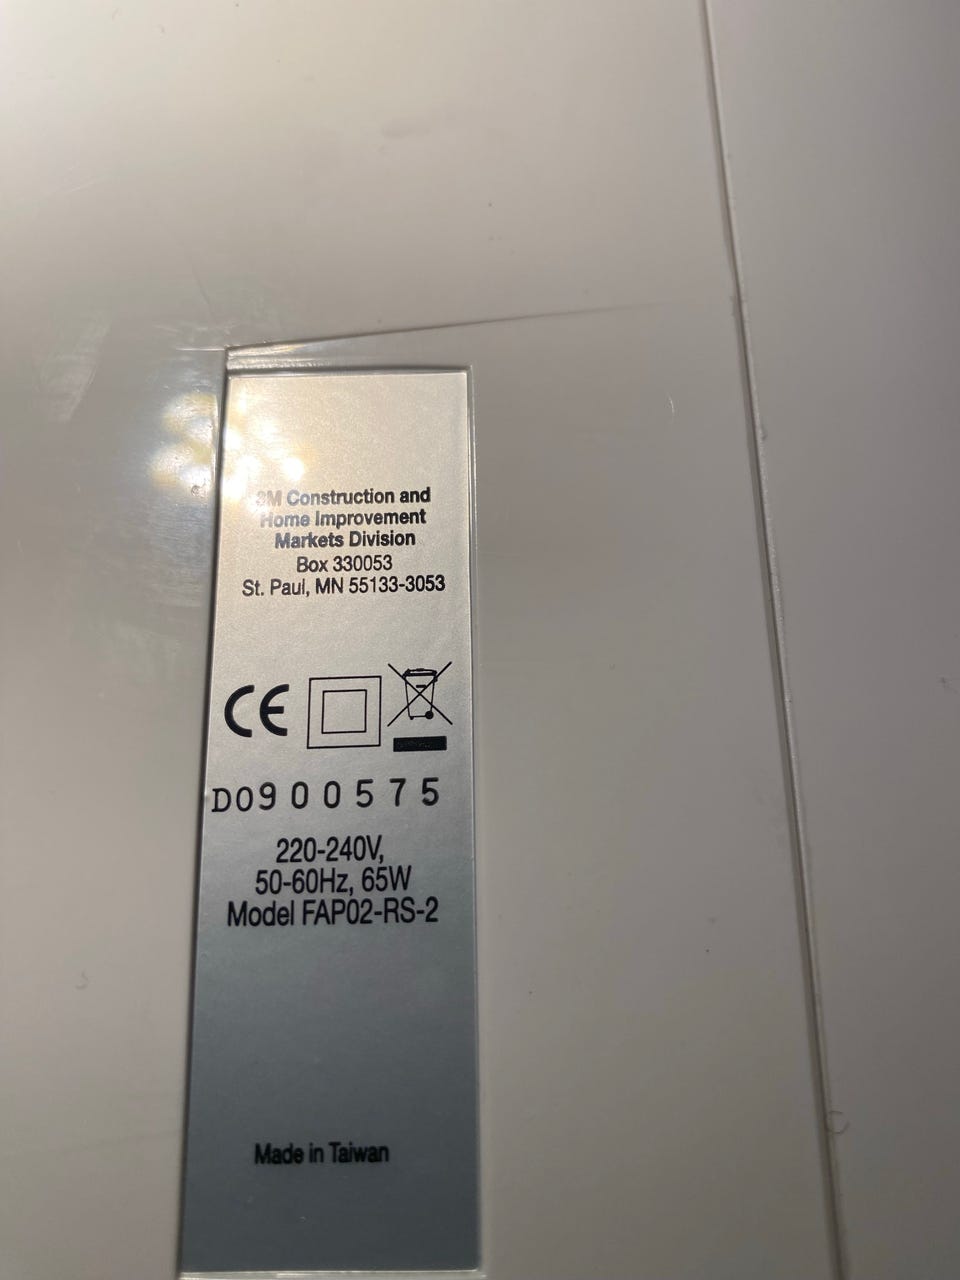 3M Construction and
Home Improvement
Markets Division
Box 330053
St. Paul, MN 55133-3053
CE
D0900575
220-240V,
50-60Hz, 65W
Model FAP02-RS-2
Made in Taiwan